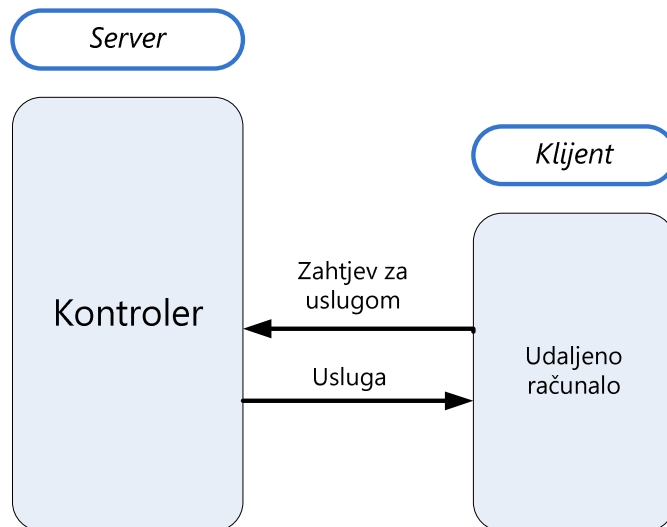 Server
Klijent
Kontroler
Zahtjev za
uslugom
Usluga
Udaljeno
računalo